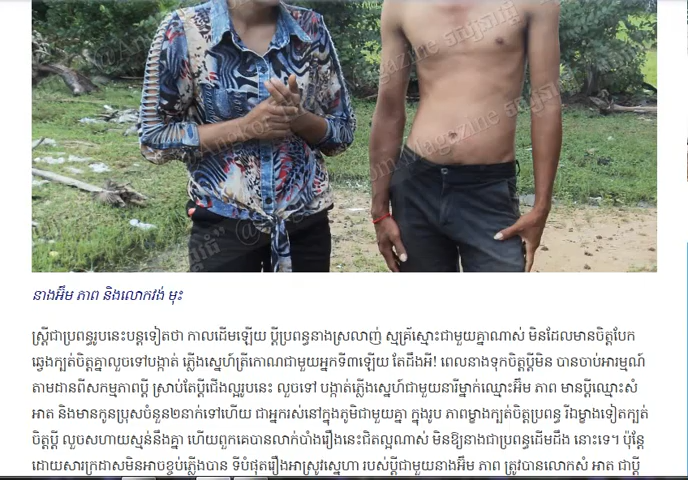 នាងអឹម ភាព និងលោករង់ មុះ
ស្ត្រីជាប្រពន្ធរូបនេះបន្តទៀតថា កាលដើមឡើយ ប្តីប្រពន្ធនាងស្រលាញ់ ស្មគ្រ័ស្មោះជាមួយគ្នាណាស់ មិនដែលមានចិត្តបែក
ឆ្វេងក្បត់ចិត្តគ្នាលួចទៅបង្កាត់ ភ្លើងស្នេហ៍ត្រីកោណជាមួយអ្នកទី៣ឡើយ តែដឹងអី! ពេលនាងទុកចិត្តប្តីមិន បានចាប់អារម្មណ៍
តាមដានពីសកម្មភាពប្តី ស្រាប់តែប្តីជើងល្អរូបនេះ លួចទៅ បង្កាត់ភ្លើងស្នេហ៍ជាមួយនារីម្នាក់ឈ្មោះអឹម ភាព មានប្តីឈ្មោះសំ
អាត និងមានកូនប្រុសចំនួន២នាក់ទៅហើយ ជាអ្នករស់នៅក្នុងភូមិជាមួយគ្នា ក្នុងរូប ភាពម្ខាងក្បត់ចិត្តប្រពន្ធ រីឯម្ខាងទៀតក្បត់
ចិត្តប្តី លួចសហាយស្មន់នឹងគ្នា ហើយពួកគេបានលាក់បាំងរឿងនេះជិតល្អណាស់ មិនឱ្យនាងជាប្រពន្ធដើមដឹង នោះទេ។ ប៉ុន្តែ
ដោយសារក្រដាសមិនអាចខ្ចប់ភ្លើងបាន ទីបំផុតរឿងអាស្រូវស្នេហា របស់ប្តីជាមួយនាងអឹម ភាព ត្រូវបានលោកសំ អាត ជាប្តី